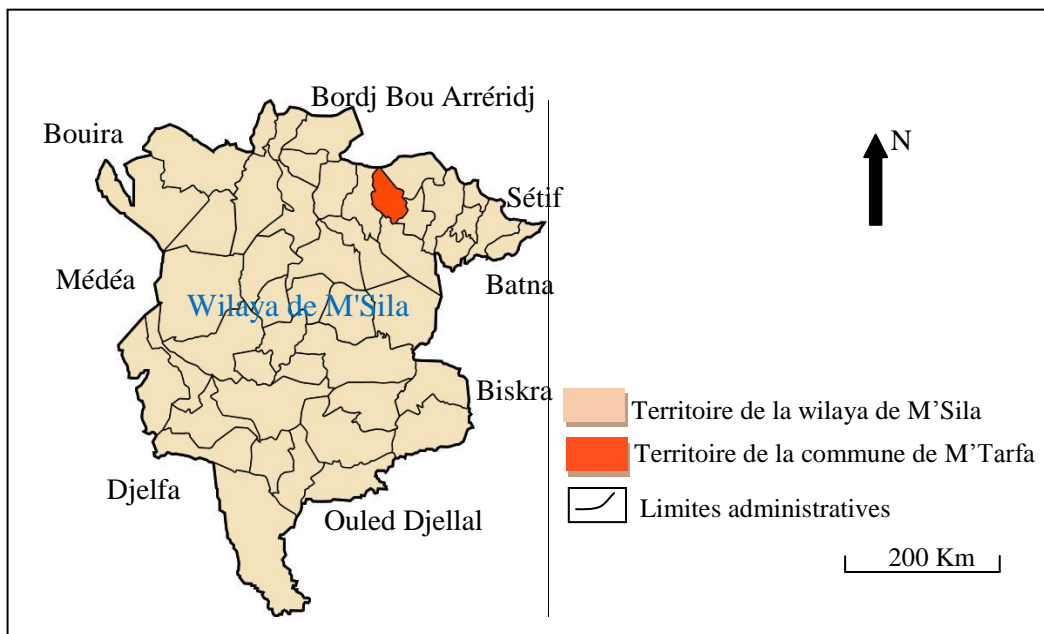 Bordj Bou Arréridj
Bouira
N
Sétif
Médéa
Batna
Wilaya de M'Sila
Biskra
Territoire de la wilaya de M’Sila
Territoire de la commune de M’Tarfa
Djelfa
Ouled Djellal
Limites administratives
200 Km